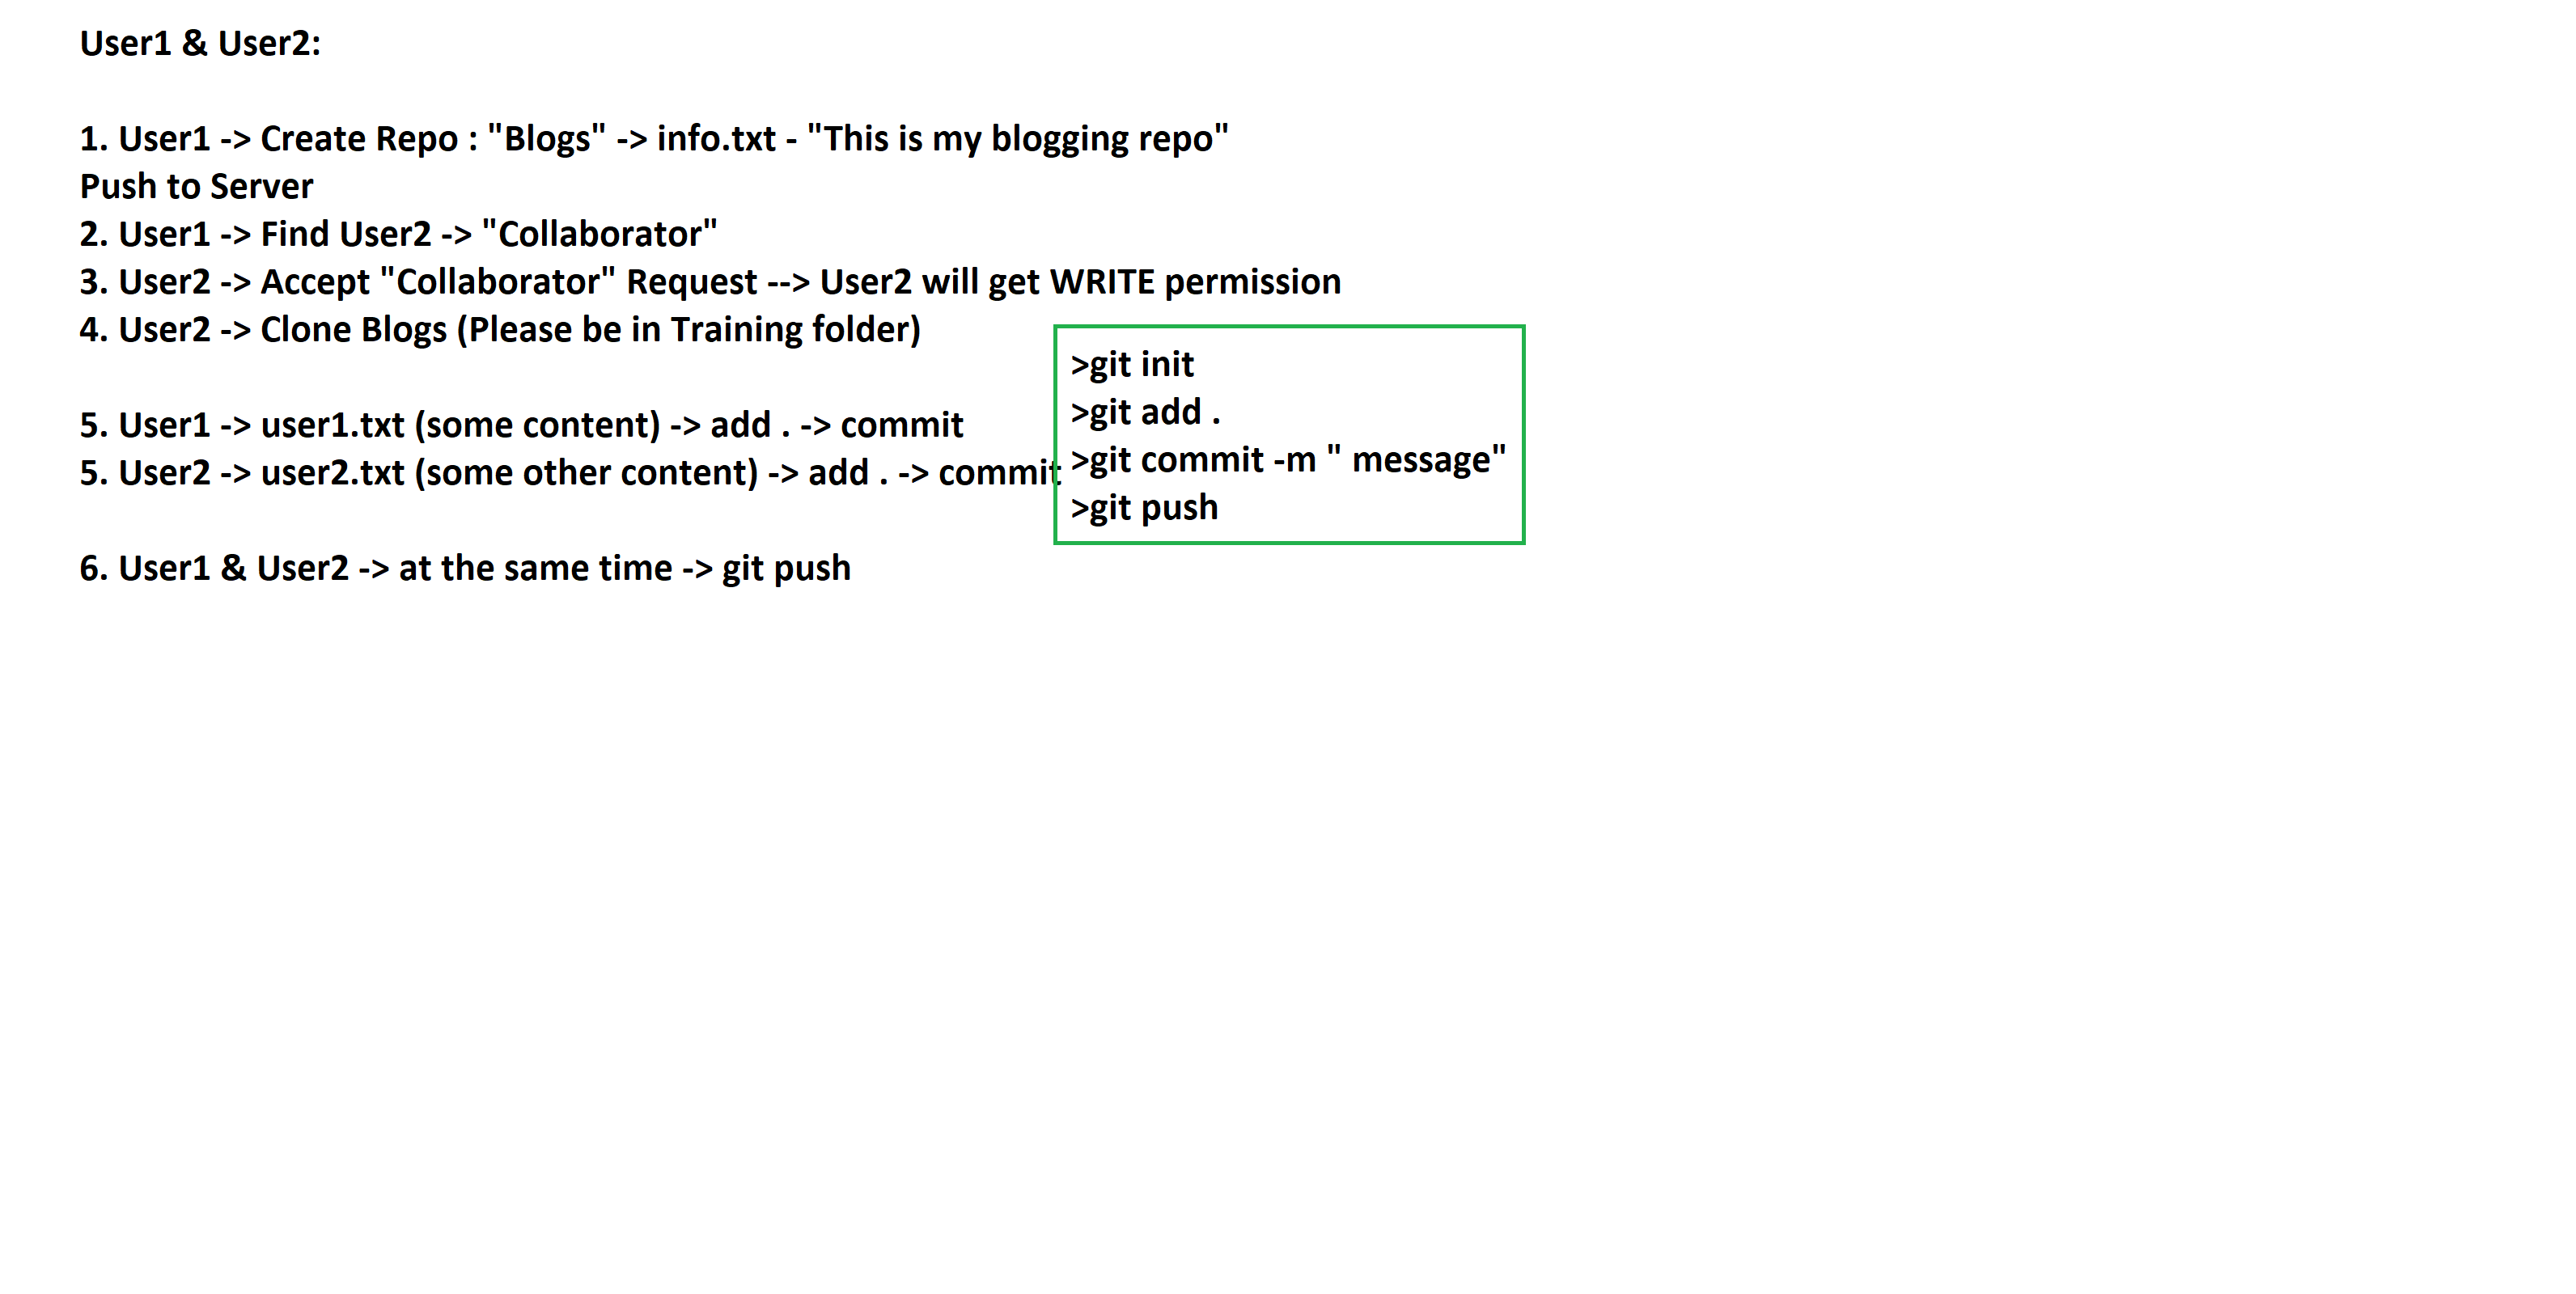 User1 & User2:
1. User1 -> Create Repo : "Blogs" -> info.txt - "This is my blogging repo"
Push to Server
2. User1 -> Find User2 -> "Collaborator"
3. User2 -> Accept "Collaborator" Request --> User2 will get WRITE permission
4. User2 -> Clone Blogs (Please be in Training folder)
5. User1 -> user1.txt (some content) -> add . -> commit
5. User2 -> user2.txt (some other content) -> add . -> commit
6. User1 & User2 -> at the same time -> git push
>git init
>git add .
>git commit -m " message"
>git push